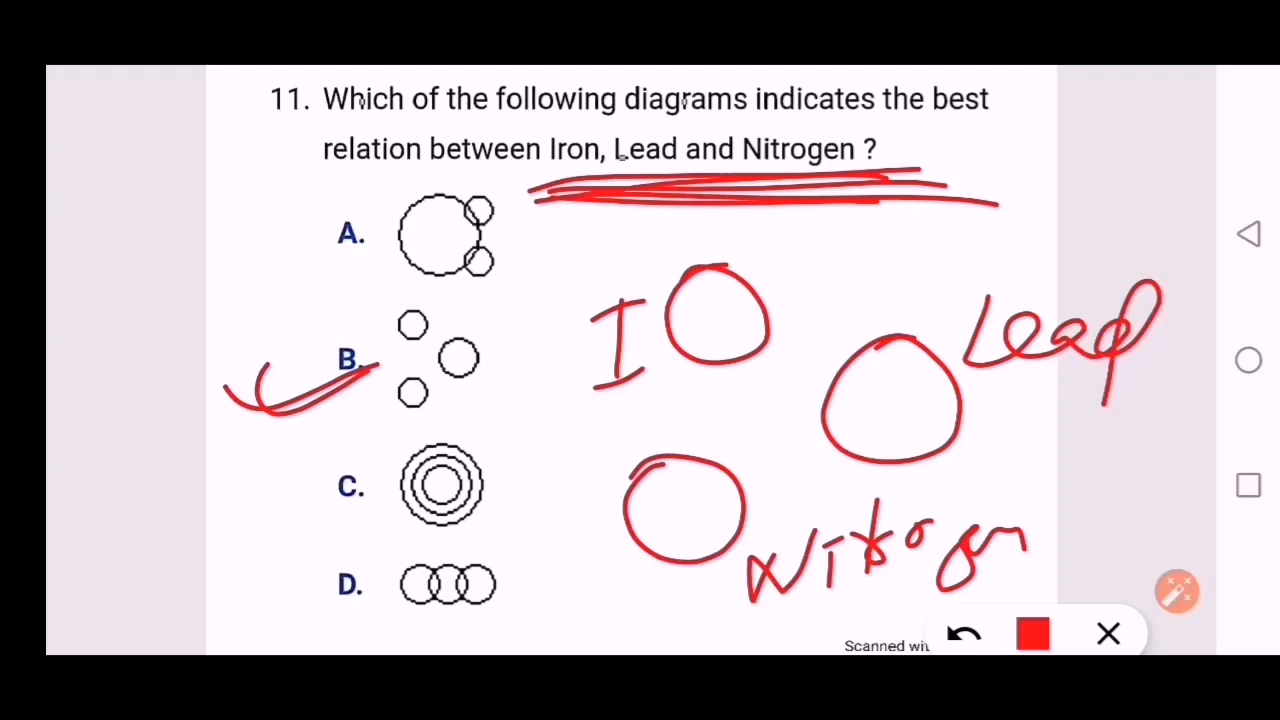 11. Which of the following diagrams indicates the best
relation between Iron, Lead and Nitrogen ?
A.
B.
C.
D.
I
Lead
Nitrogen
Scanned wit